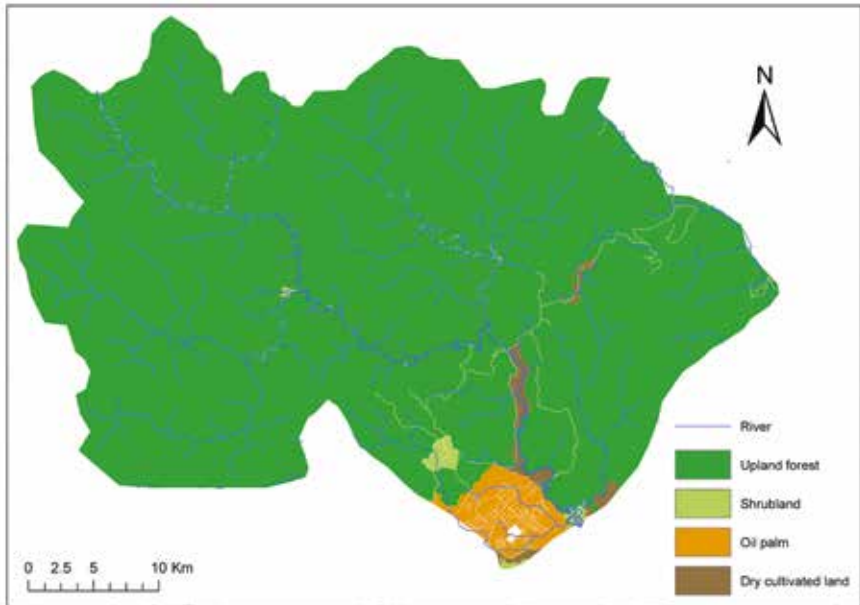 N
River
Upland forest
Shrubland
Oil palm
Dry cultivated land
0 2.5 5 10 Km